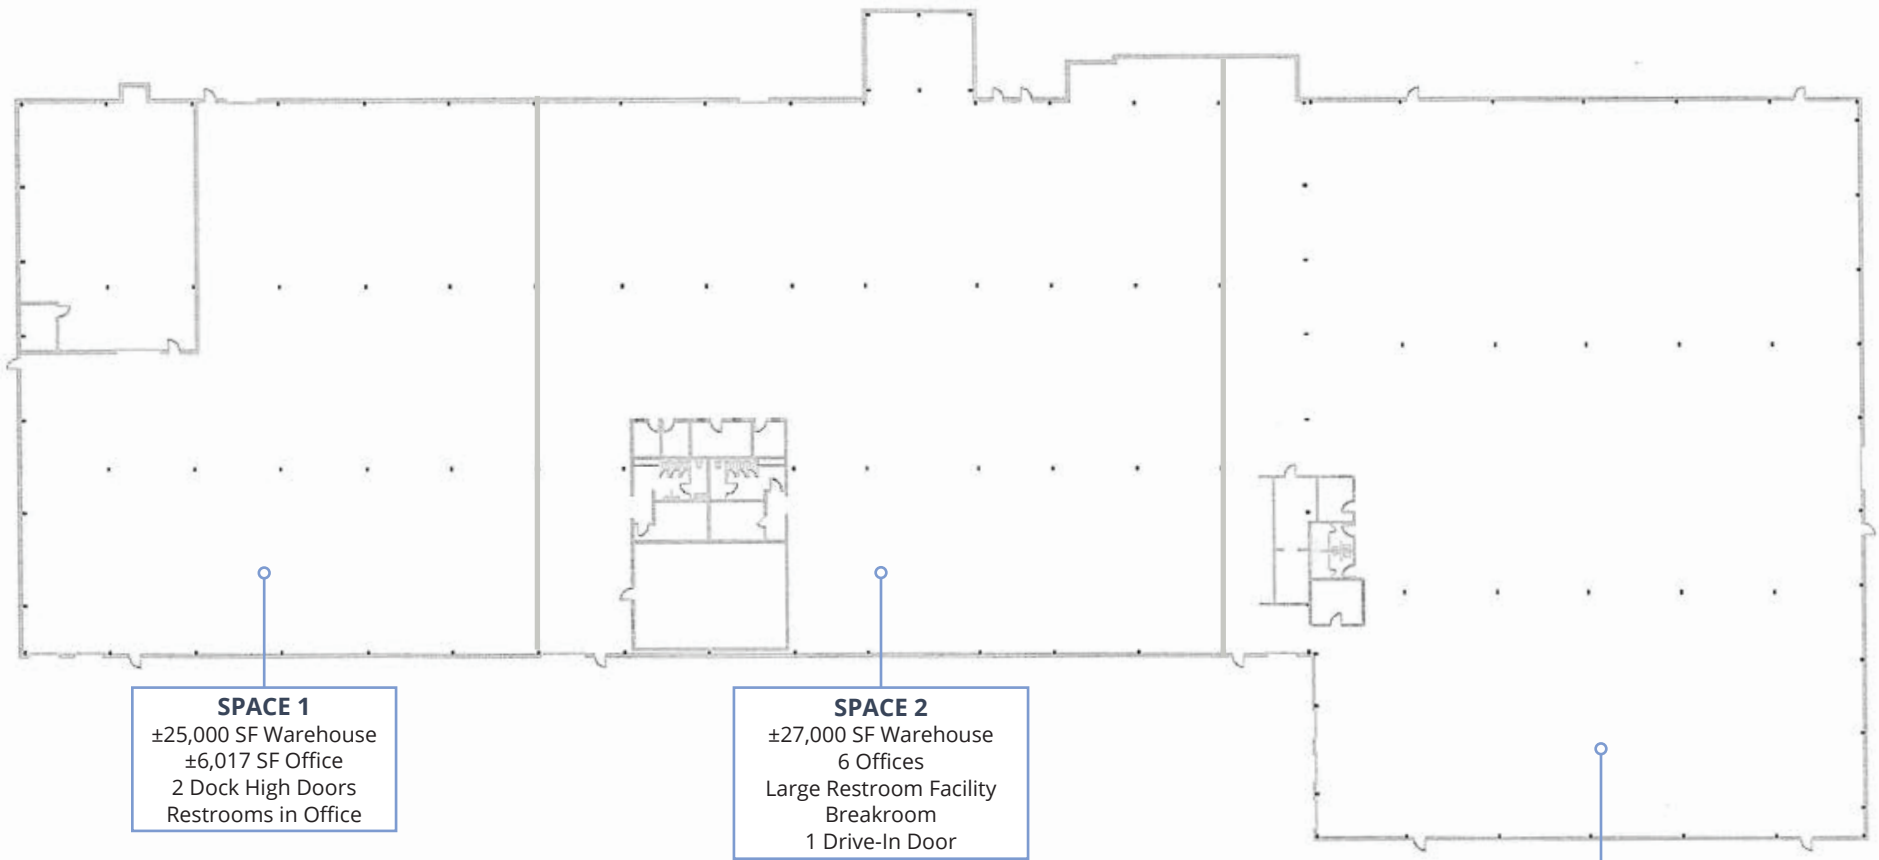 SPACE 1
±25,000 SF Warehouse
±6,017 SF Office
2 Dock High Doors
Restrooms in Office
SPACE 2
±27,000 SF Warehouse
6 Offices
Large Restroom Facility
Breakroom
1 Drive-In Door